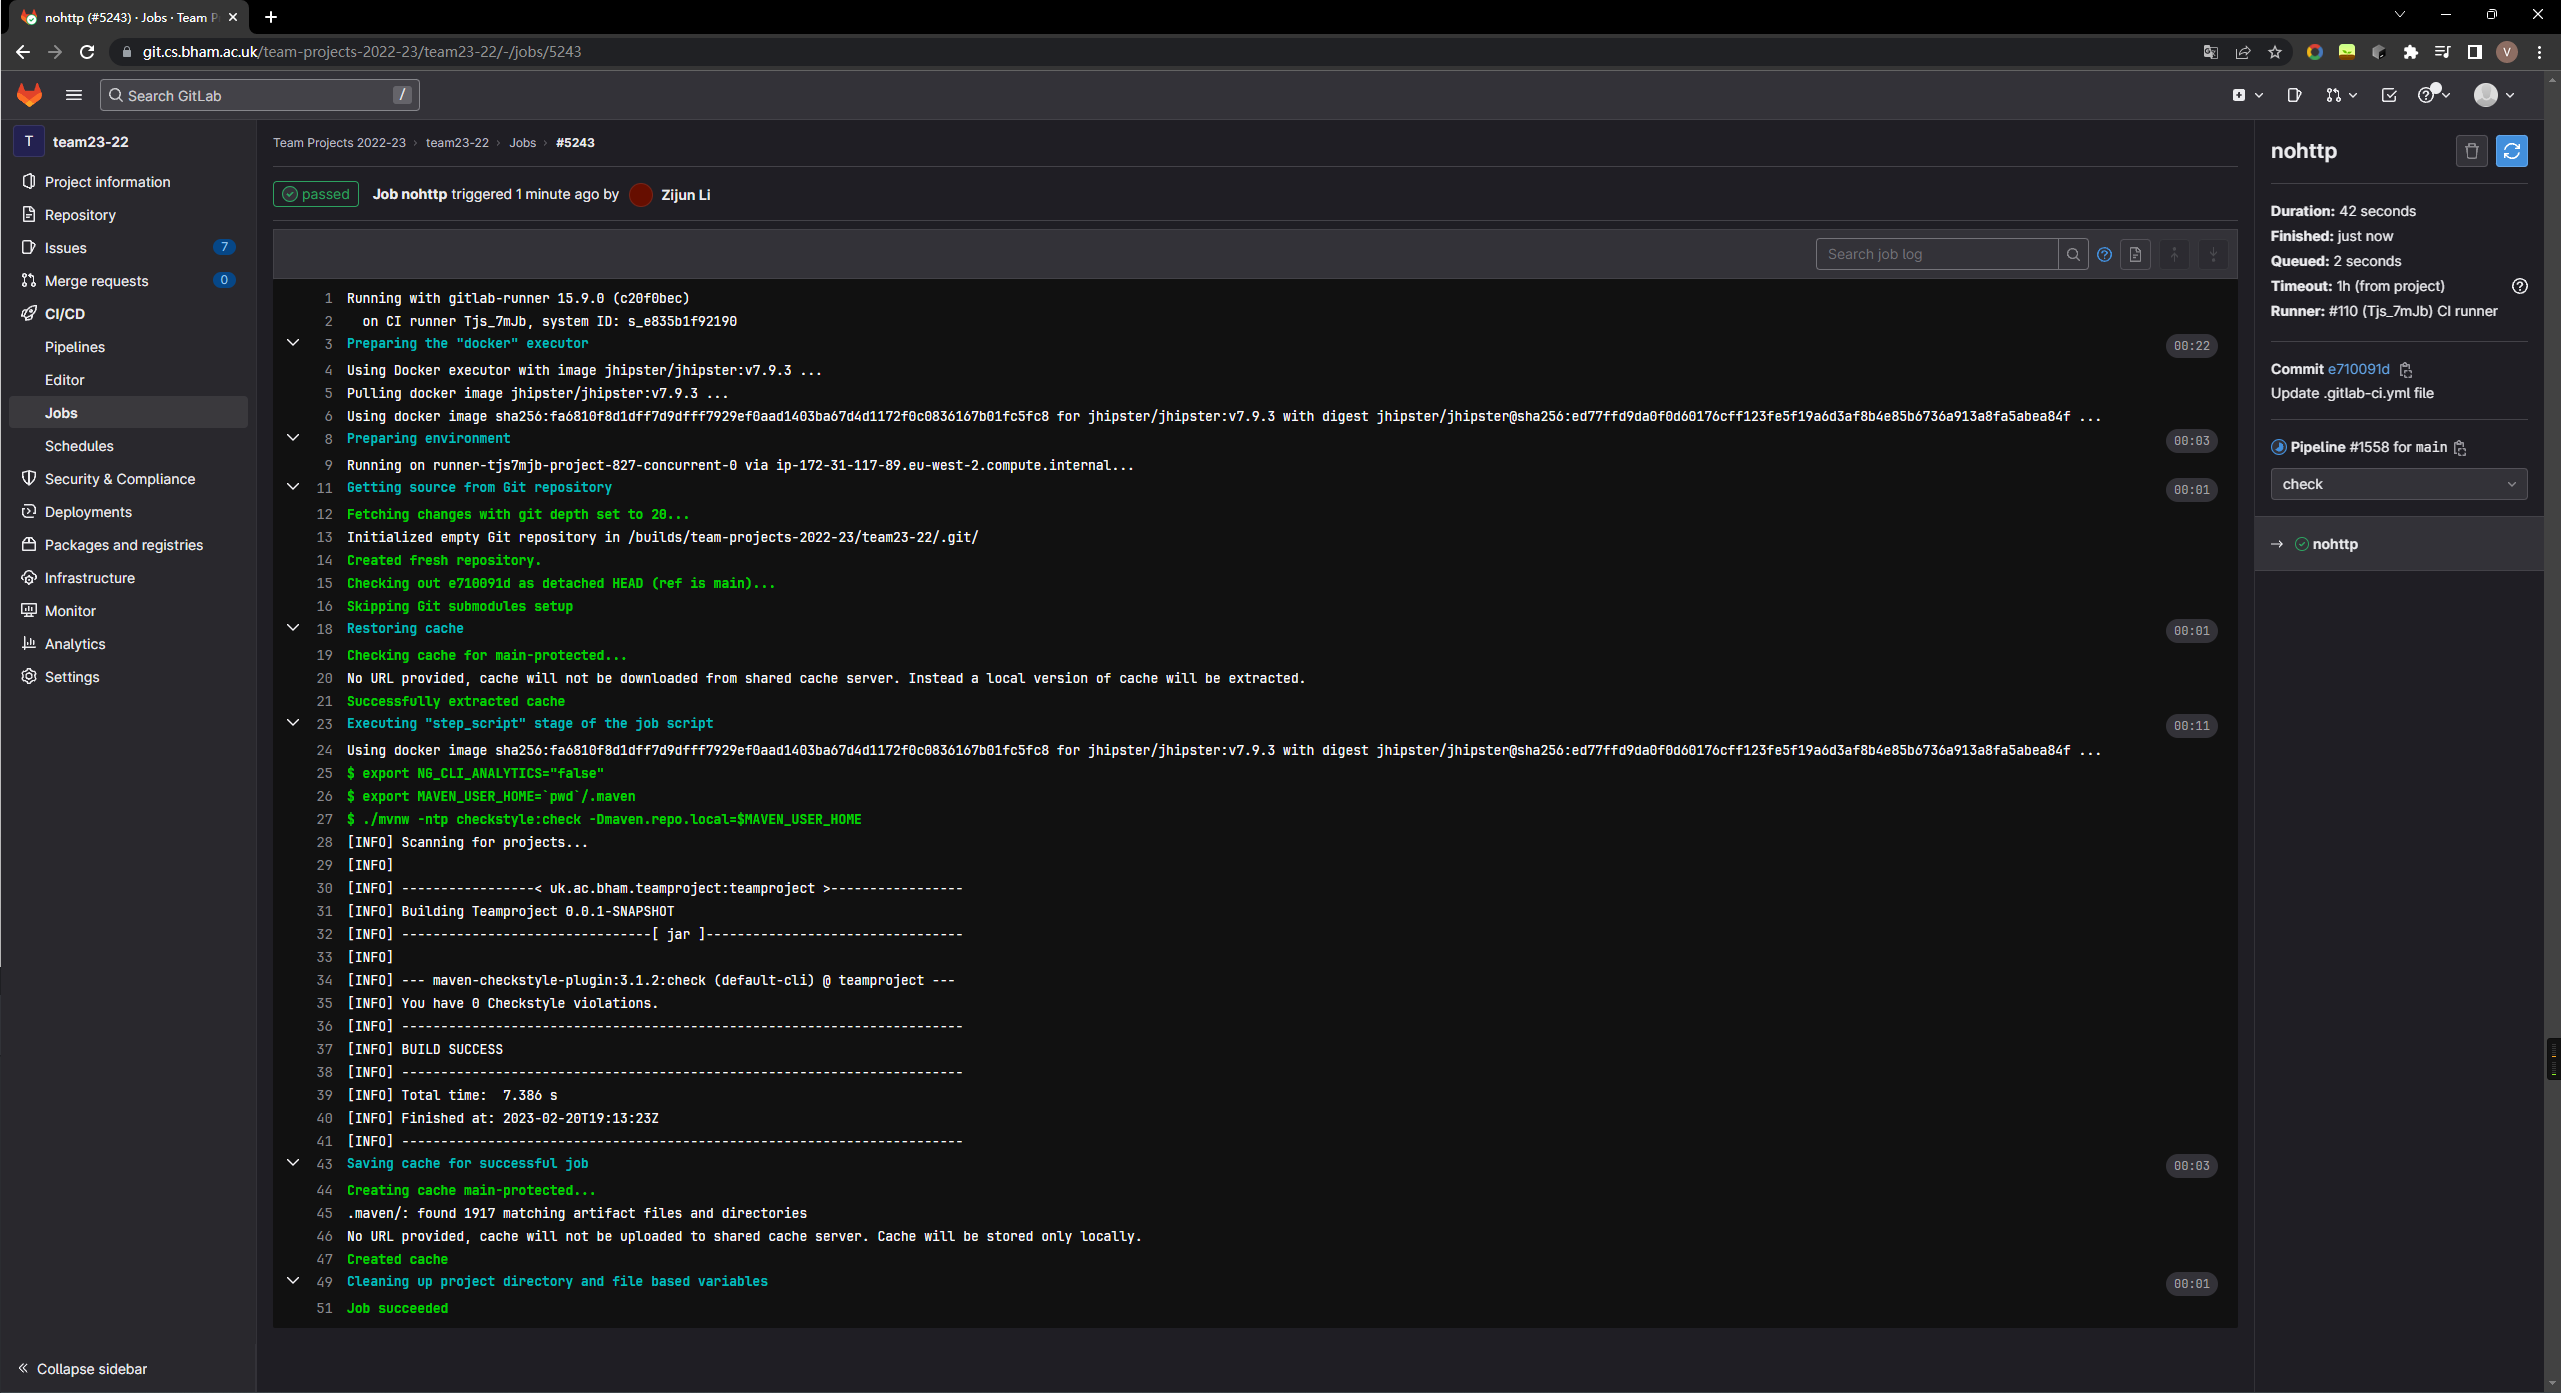 nohttp (#5243) · Jobs · Team P
git.cs.bham.ac.uk/team-projects-2022-23/team23-22/-/jobs/5243
V
Search GitLab
/
T team23-22
Project information
Repository
Issues 7
Merge requests 0
CI/CD
Pipelines
Editor
Jobs
Schedules
Security & Compliance
Deployments
Packages and registries
Infrastructure
Monitor
Analytics
Settings
Collapse sidebar
Team Projects 2022-23 › team23-22 › Jobs › #5243
passed Job nohttp triggered 1 minute ago by Zijun Li
Search job log
1 Running with gitlab-runner 15.9.0 (c20f0bec)
2 on CI runner Tjs_7mJb, system ID: s_e835b1f92190
3 Preparing the "docker" executor 00:22
4 Using Docker executor with image jhipster/jhipster:v7.9.3 ...
5 Pulling docker image jhipster/jhipster:v7.9.3 ...
6 Using docker image sha256:fa6810f8d1dff7d9dfff7929ef0aad1403ba67d4d1172f0c0836167b01fc5fc8 for jhipster/jhipster:v7.9.3 with digest jhipster/jhipster@sha256:ed77ffd9da0f0d60176cff123fe5f19a6d3af8b4e85b6736a913a8fa5abea84f ...
8 Preparing environment 00:03
9 Running on runner-tjs7mjb-project-827-concurrent-0 via ip-172-31-117-89.eu-west-2.compute.internal...
11 Getting source from Git repository 00:01
12 Fetching changes with git depth set to 20...
13 Initialized empty Git repository in /builds/team-projects-2022-23/team23-22/.git/
14 Created fresh repository.
15 Checking out e710091d as detached HEAD (ref is main)...
16 Skipping Git submodules setup
18 Restoring cache 00:01
19 Checking cache for main-protected...
20 No URL provided, cache will not be downloaded from shared cache server. Instead a local version of cache will be extracted.
21 Successfully extracted cache
23 Executing "step_script" stage of the job script 00:11
24 Using docker image sha256:fa6810f8d1dff7d9dfff7929ef0aad1403ba67d4d1172f0c0836167b01fc5fc8 for jhipster/jhipster:v7.9.3 with digest jhipster/jhipster@sha256:ed77ffd9da0f0d60176cff123fe5f19a6d3af8b4e85b6736a913a8fa5abea84f ...
25 $ export NG_CLI_ANALYTICS="false"
26 $ export MAVEN_USER_HOME=`pwd`/.maven
27 $ ./mvnw -ntp checkstyle:check -Dmaven.repo.local=$MAVEN_USER_HOME
28 [INFO] Scanning for projects...
29 [INFO]
30 [INFO] -----------------< uk.ac.bham.teamproject:teamproject >-----------------
31 [INFO] Building Teamproject 0.0.1-SNAPSHOT
32 [INFO] --------------------------------[ jar ]---------------------------------
33 [INFO]
34 [INFO] --- maven-checkstyle-plugin:3.1.2:check (default-cli) @ teamproject ---
35 [INFO] You have 0 Checkstyle violations.
36 [INFO] ------------------------------------------------------------------------
37 [INFO] BUILD SUCCESS
38 [INFO] ------------------------------------------------------------------------
39 [INFO] Total time:  7.386 s
40 [INFO] Finished at: 2023-02-20T19:13:23Z
41 [INFO] ------------------------------------------------------------------------
43 Saving cache for successful job 00:03
44 Creating cache main-protected...
45 .maven/: found 1917 matching artifact files and directories
46 No URL provided, cache will not be uploaded to shared cache server. Cache will be stored only locally.
47 Created cache
49 Cleaning up project directory and file based variables 00:01
51 Job succeeded
nohttp
Duration: 42 seconds
Finished: just now
Queued: 2 seconds
Timeout: 1h (from project)
Runner: #110 (Tjs_7mJb) CI runner
Commit e710091d
Update .gitlab-ci.yml file
Pipeline #1558 for main
check
→ nohttp